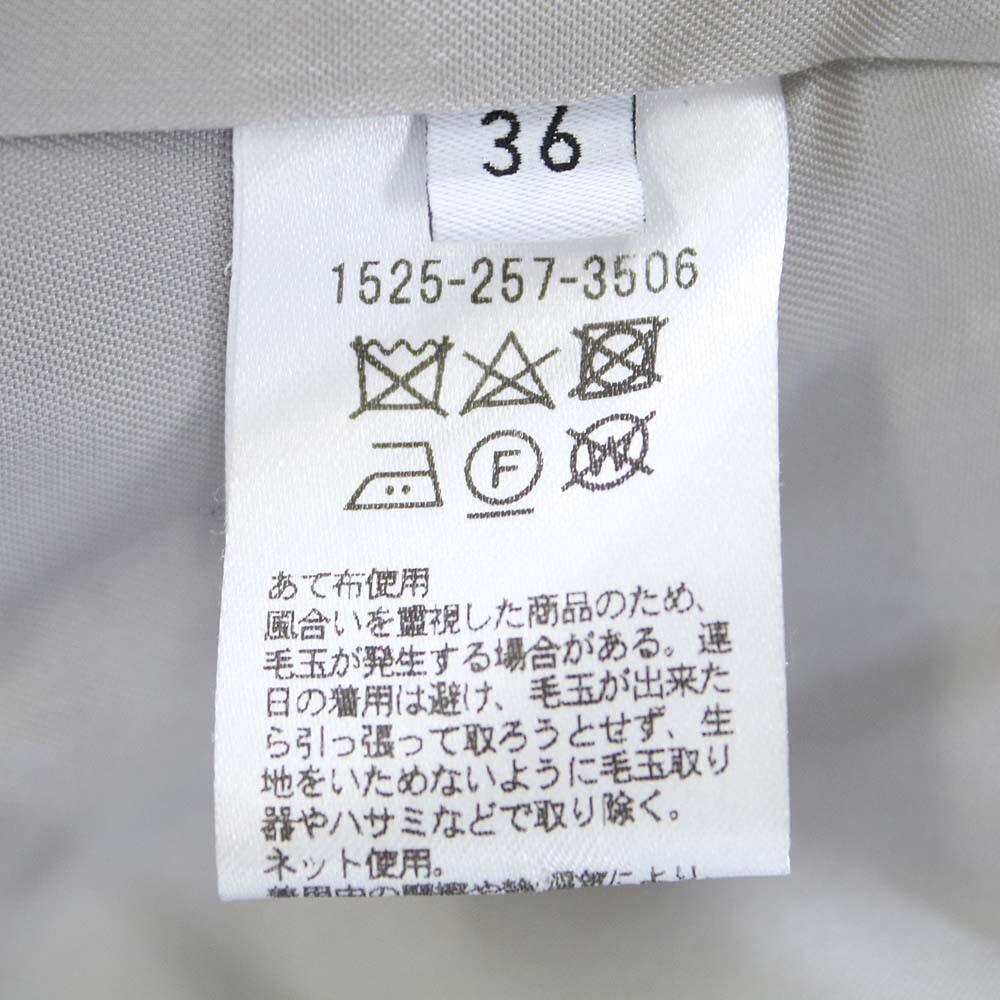 36
1525-257-3506
F
W
あて布使用
風合いを重視した商品のため、
毛玉が発生する場合がある。連
日の着用は避け、毛玉が出来た
ら引っ張って取ろうとせず、生
地をいためないように毛玉取り
器やハサミなどで取り除く。
ネット使用。